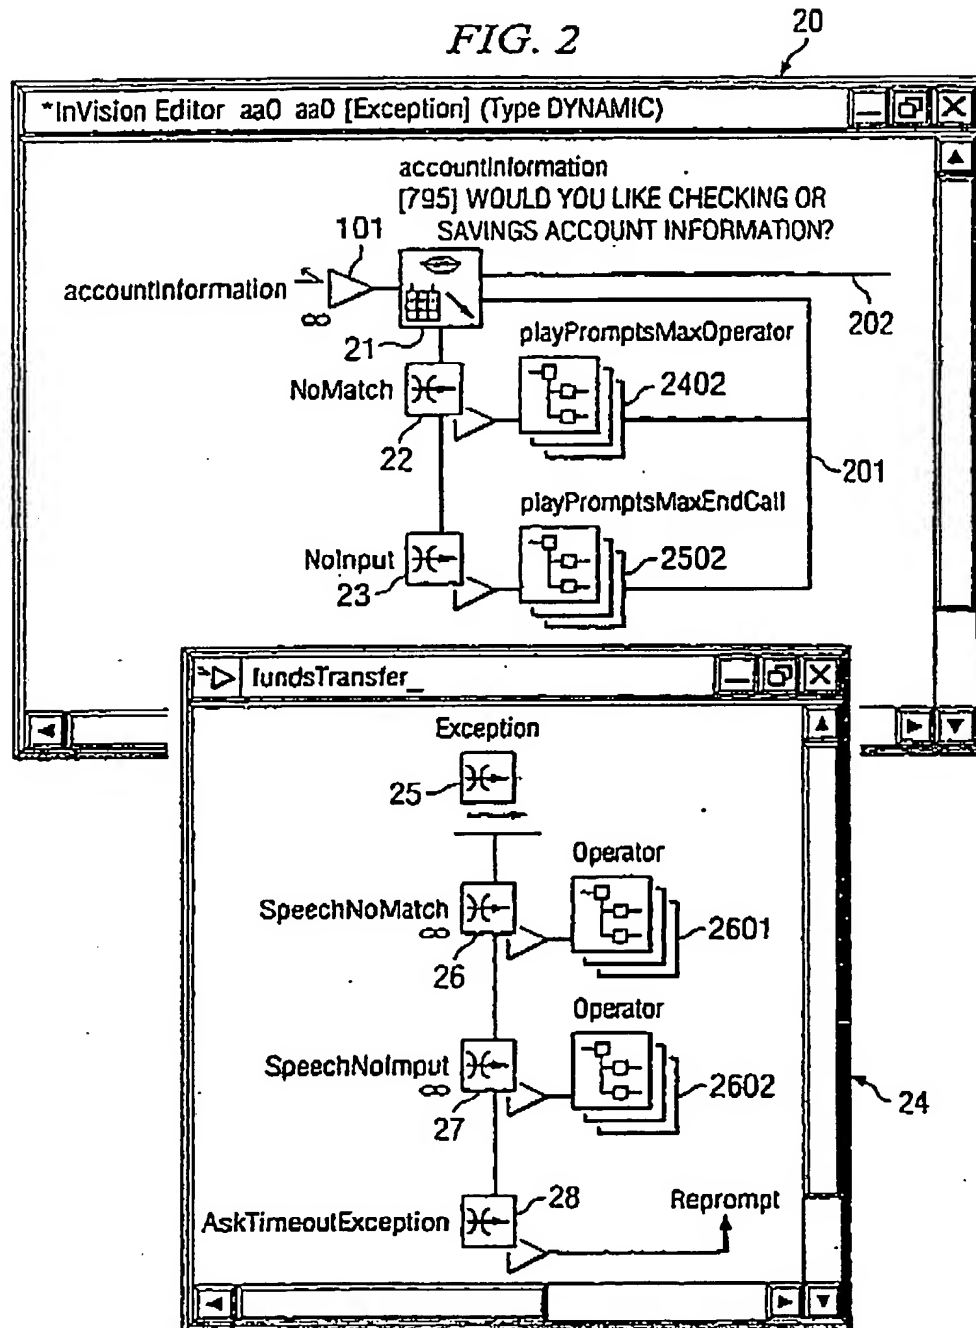 FIG. 2
20
*InVision Editor aa0 aa0 [Exception] (Type DYNAMIC)
accountInformation
[795] WOULD YOU LIKE CHECKING OR
SAVINGS ACCOUNT INFORMATION?
101
accountInformation
∞
21
202
playPromptsMaxOperator
NoMatch
2402
22
201
playPromptsMaxEndCall
NoInput
2502
23
fundsTransfer_
Exception
25
Operator
SpeechNoMatch
∞
2601
26
Operator
SpeechNoImput
∞
2602
27
24
28
Reprompt
AskTimeoutException